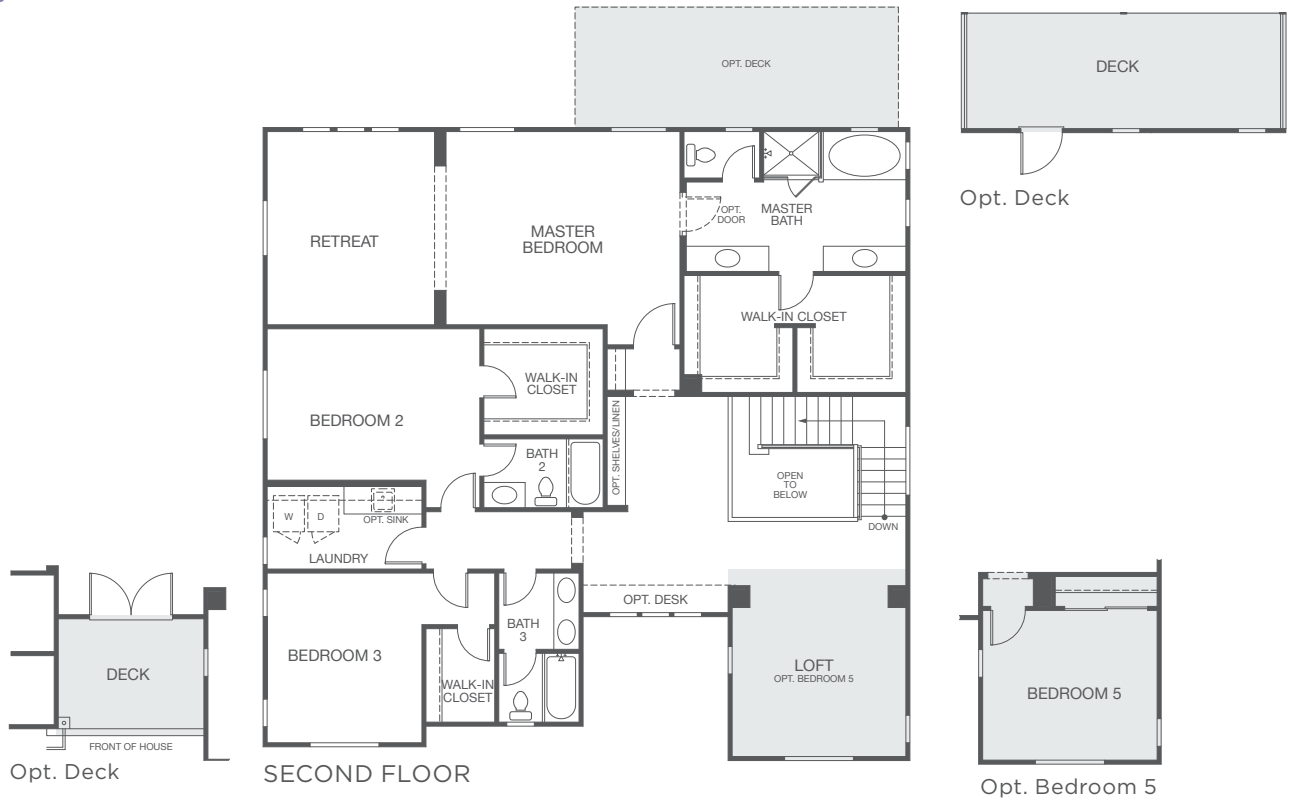 OPT. DECK
DECK
Opt. Deck
RETREAT
MASTER
BEDROOM
OPT.
DOOR
MASTER
BATH
WALK-IN CLOSET
WALK-IN
CLOSET
BEDROOM 2
BATH
2
OPT. SHELVES/LINEN
OPEN
TO
BELOW
DOWN
W
D
OPT. SINK
LAUNDRY
OPT. DESK
BATH
3
BEDROOM 3
WALK-IN
CLOSET
LOFT
OPT. BEDROOM 5
SECOND FLOOR
DECK
FRONT OF HOUSE
Opt. Deck
BEDROOM 5
Opt. Bedroom 5